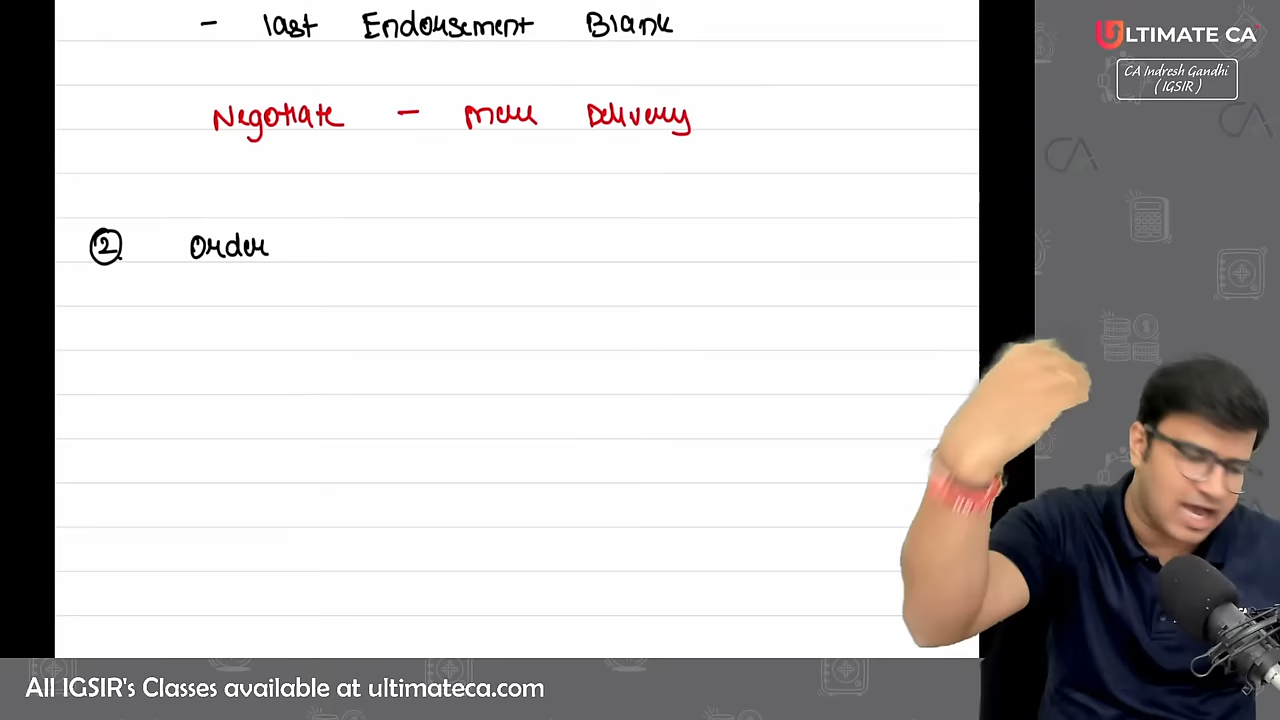 - last Endorsement Blank
Negotiate - Mere Delivery
② Order
ULTIMATE CA
CA Indresh Gandhi
( IGSIR )
All IGSIR's Classes available at ultimateca.com